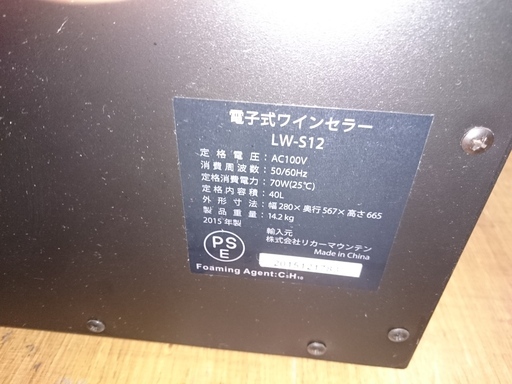 電子式ワインセラー
LW-S12
定格電圧：AC100V
消費周波数：50/60Hz
定格消費電力：70W(25℃)
定格内容積：40L
外形寸法：幅280×奥行567×高さ665
製品重量：14.2kg
2015年製
輸入元
株式会社リカーマウンテン
Made in China
PS
E
Foaming Agent:C5H10